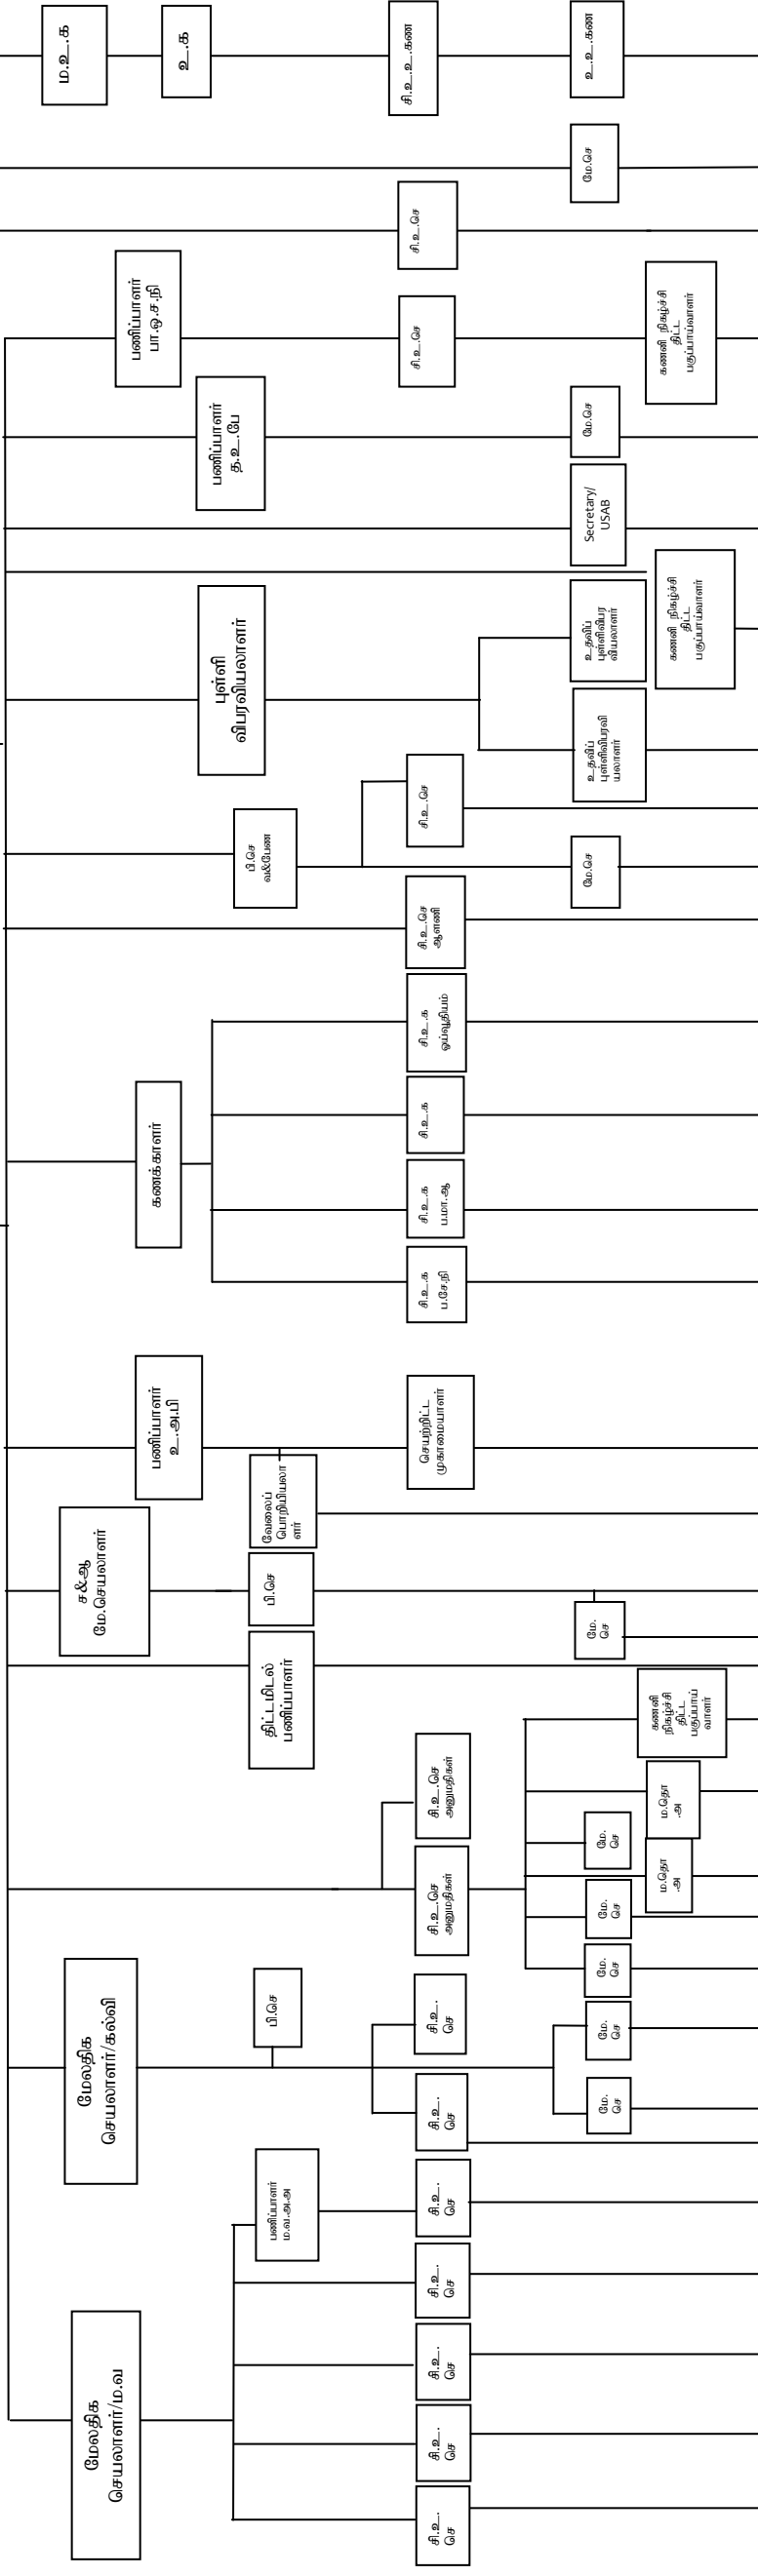 ம.உ.க
உ.க
சி.உ.உ.கண
உ.உ.கண
மே.செ
சி.உ.செ
பணிப்பாளர்
பா.ஒ.ச.நி
சி.உ.செ
கணனி நிகழ்ச்சி
திட்ட
பகுப்பாய்வாளர்
பணிப்பாளர்
த.உ.பே
மே.செ
Secretary/
USAB
கணனி நிகழ்ச்சி
திட்ட
பகுப்பாய்வாளர்
புள்ளி
விபரவியலாளர்
உதவிப்
புள்ளிவிபர
வியலாளர்
உதவிப்
புள்ளிவிபரவி
யலாளர்
பி.செ
வ&பேண
சி.உ.செ
மே.செ
சி.உ.செ
ஆளணி
கணக்காளர்
சி.உ.க
ஓய்வூதியம்
சி.உ.க
சி.உ.க
ப.மா.ஆ
சி.உ.க
ப.சே.நி
பணிப்பாளர்
உ.அ.பி
செயற்றிட்ட
முகாமையாளர்
வேலைப்
பொறியியலா
ளர்
ச&ஆ
மே.செயலாளர்
பி.செ
மே.
செ
திட்டமிடல்
பணிப்பாளர்
சி.உ.செ
அனுமதிகள்
சி.உ.செ
அனுமதிகள்
கணனி
நிகழ்ச்சி
திட்ட
பகுப்பாய்
வாளர்
ம.தொ
.அ
மே.
செ
ம.தொ
.அ
மே.
செ
மே.
செ
மேலதிக
செயலாளர்/கல்வி
பி.செ
சி.உ.
செ
சி.உ.
செ
மே.
செ
மே.
செ
மேலதிக
செயலாளர்/ம.வ
பணிப்பாளர்
ம.வ.அ.அ
சி.உ.
செ
சி.உ.
செ
சி.உ.
செ
சி.உ.
செ
சி.உ.
செ